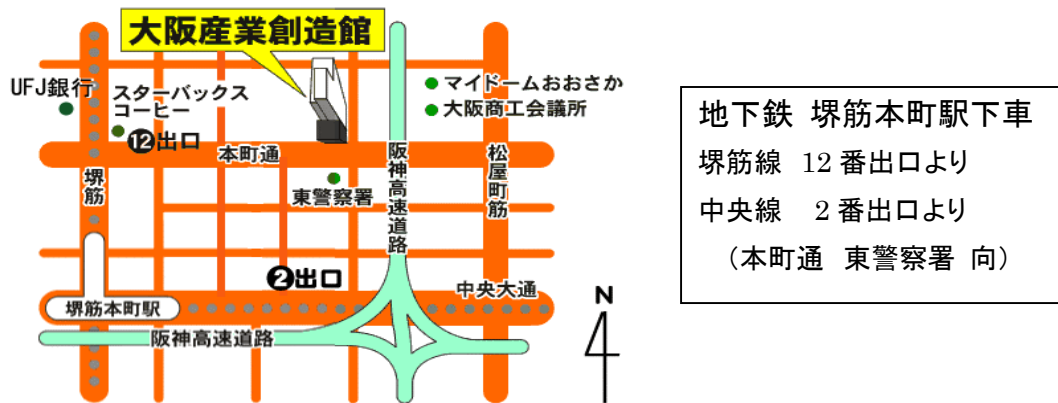 大阪産業創造館
UFJ銀行
スターバックス
コーヒー
⓬出口
マイドームおおさか
大阪商工会議所
本町通
堺筋
東警察署
阪神高速道路
松屋町筋
❷出口
中央大通
堺筋本町駅
阪神高速道路
N
地下鉄 堺筋本町駅下車
堺筋線 12番出口より
中央線 2番出口より
(本町通 東警察署 向)